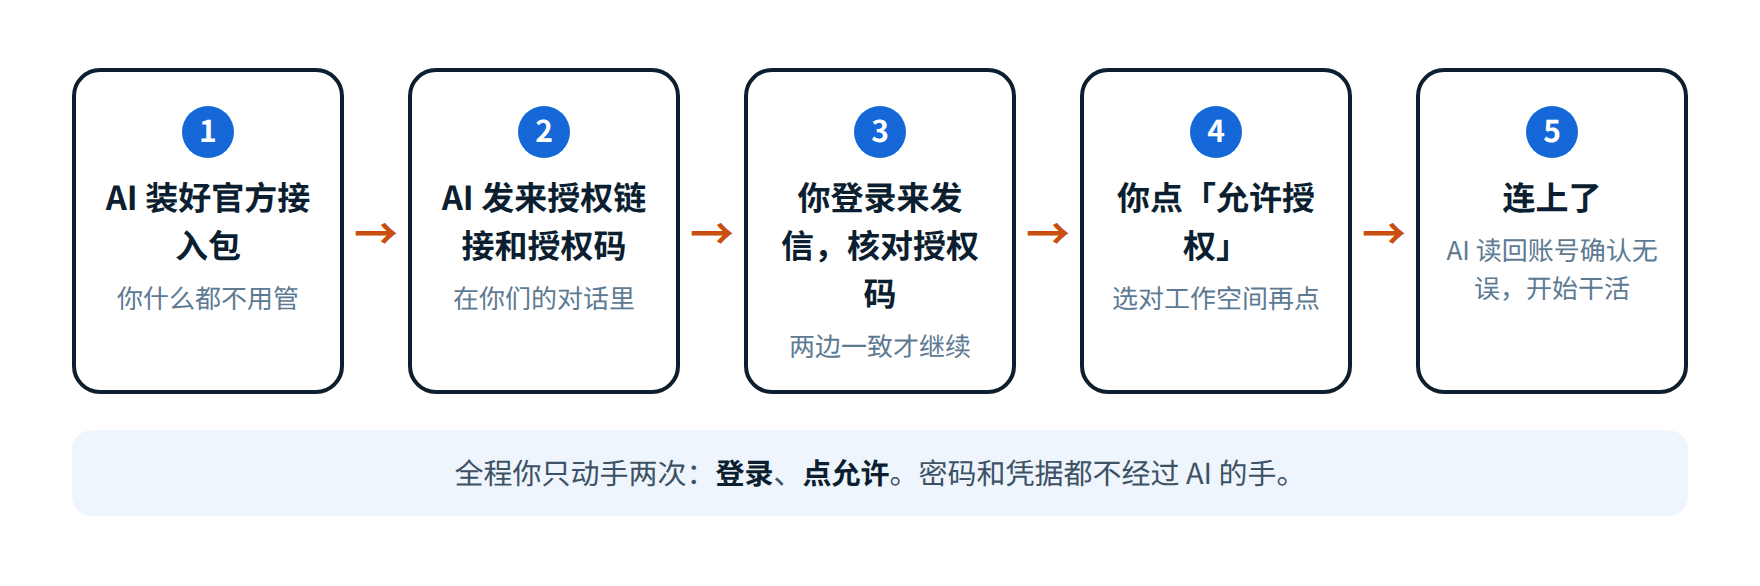 1
AI 装好官方接
入包
你什么都不用管
→
2
AI 发来授权链
接和授权码
在你们的对话里
→
3
你登录来发
信，核对授权
码
两边一致才继续
→
4
你点「允许授
权」
选对工作空间再点
→
5
连上了
AI 读回账号确认无
误，开始干活
全程你只动手两次：登录、点允许。密码和凭据都不经过 AI 的手。